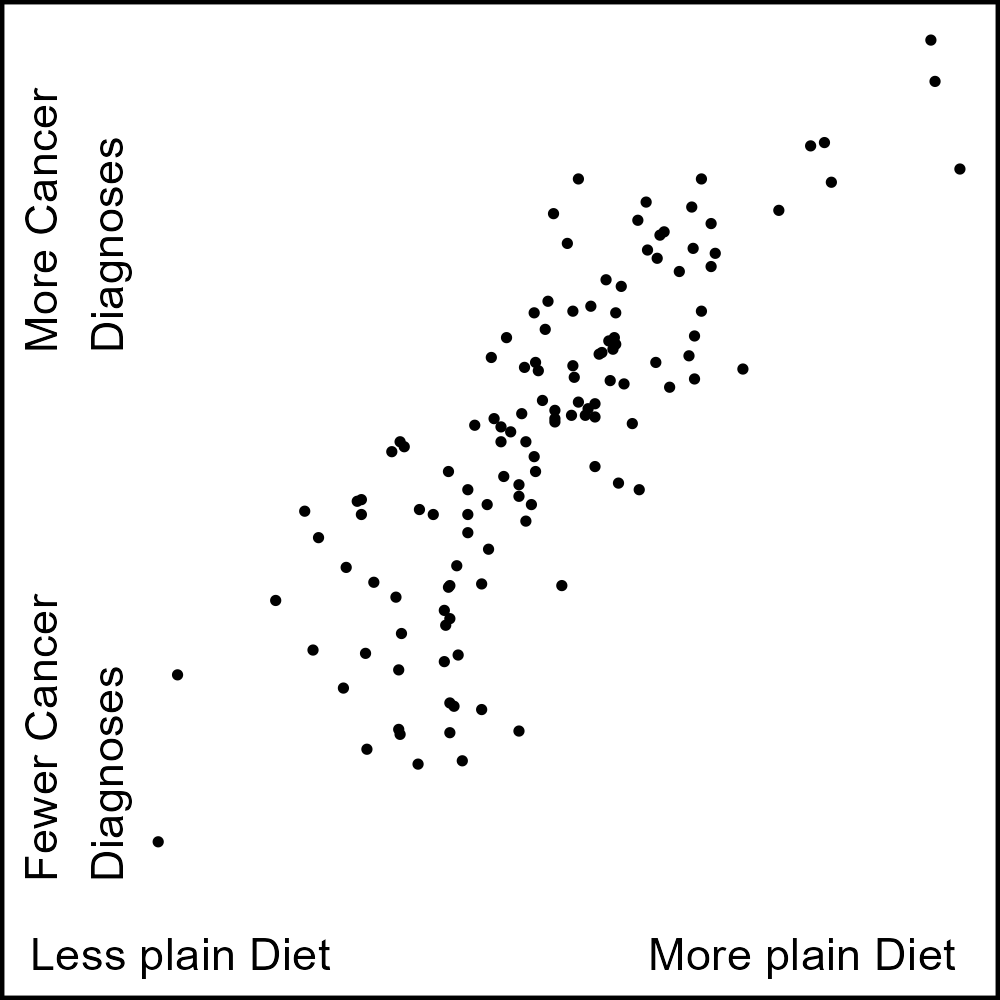 More Cancer
Diagnoses
Fewer Cancer
Diagnoses
Less plain Diet
More plain Diet